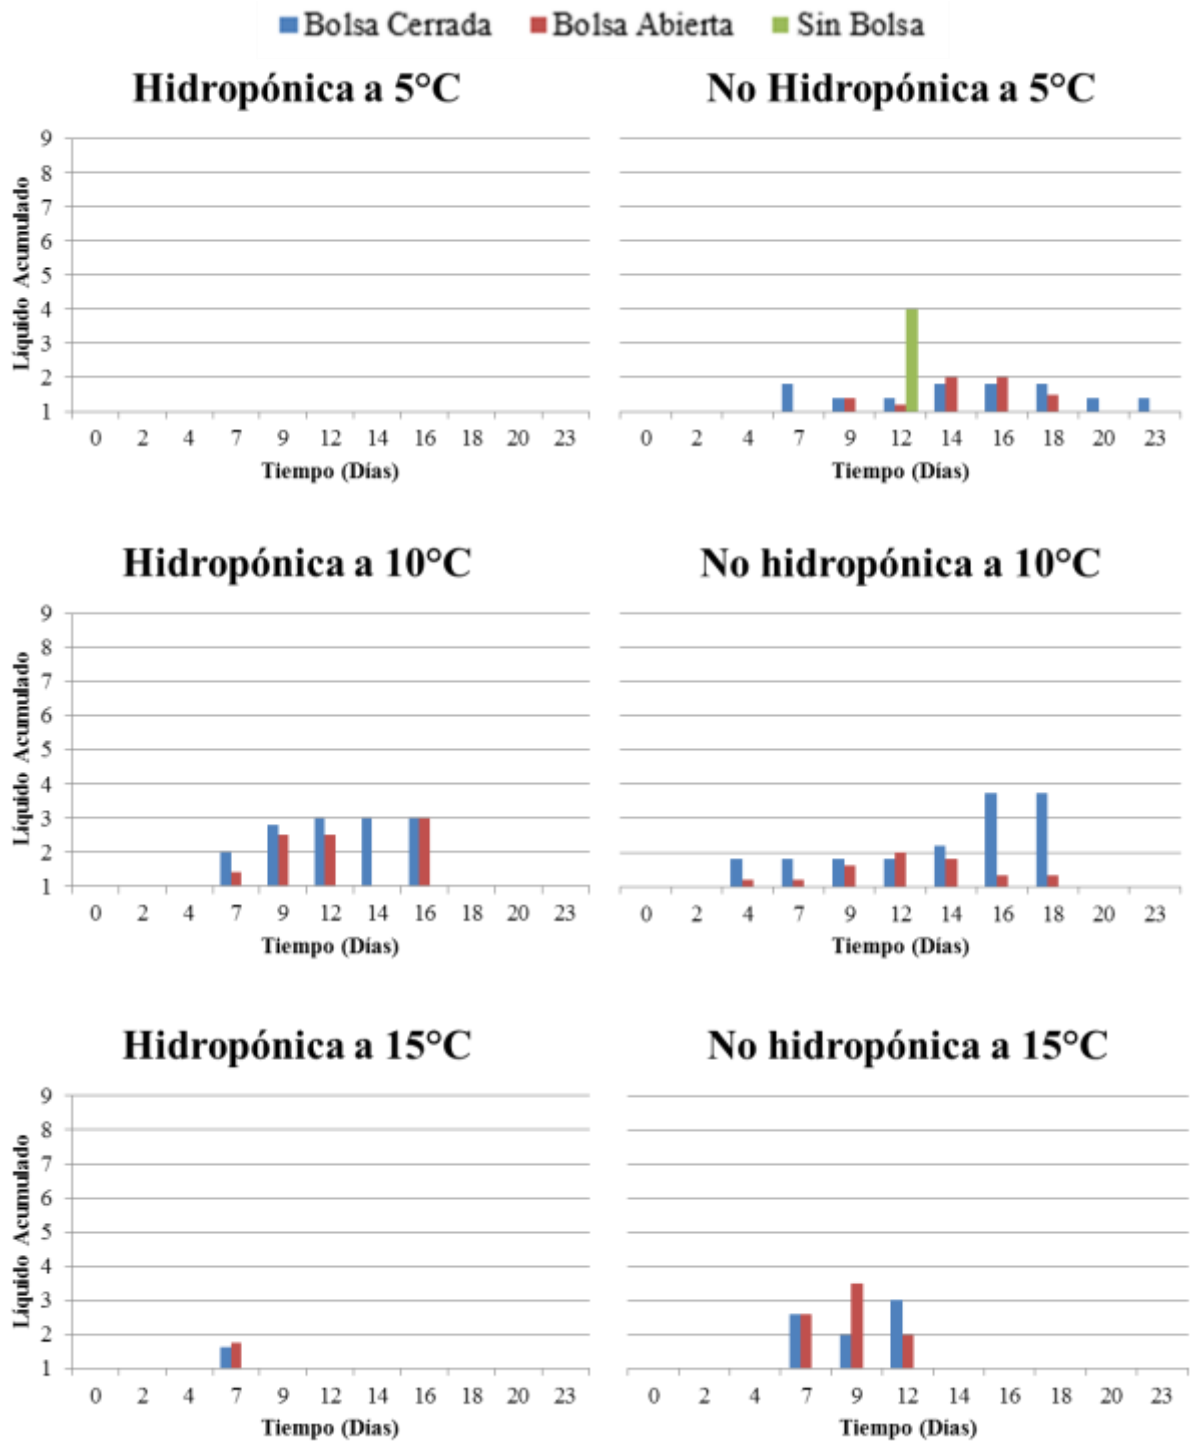 Bolsa Cerrada Bolsa Abierta Sin Bolsa
Hidropónica a 5°C
9
8
7
6
5
4
3
2
1
Líquido Acumulado
0 2 4 7 9 12 14 16 18 20 23
Tiempo (Días)
No Hidropónica a 5°C
0 2 4 7 9 12 14 16 18 20 23
Tiempo (Días)
Hidropónica a 10°C
9
8
7
6
5
4
3
2
1
Líquido Acumulado
0 2 4 7 9 12 14 16 18 20 23
Tiempo (Días)
No hidropónica a 10°C
0 2 4 7 9 12 14 16 18 20 23
Tiempo (Días)
Hidropónica a 15°C
9
8
7
6
5
4
3
2
1
Líquido Acumulado
0 2 4 7 9 12 14 16 18 20 23
Tiempo (Días)
No hidropónica a 15°C
0 2 4 7 9 12 14 16 18 20 23
Tiempo (Días)